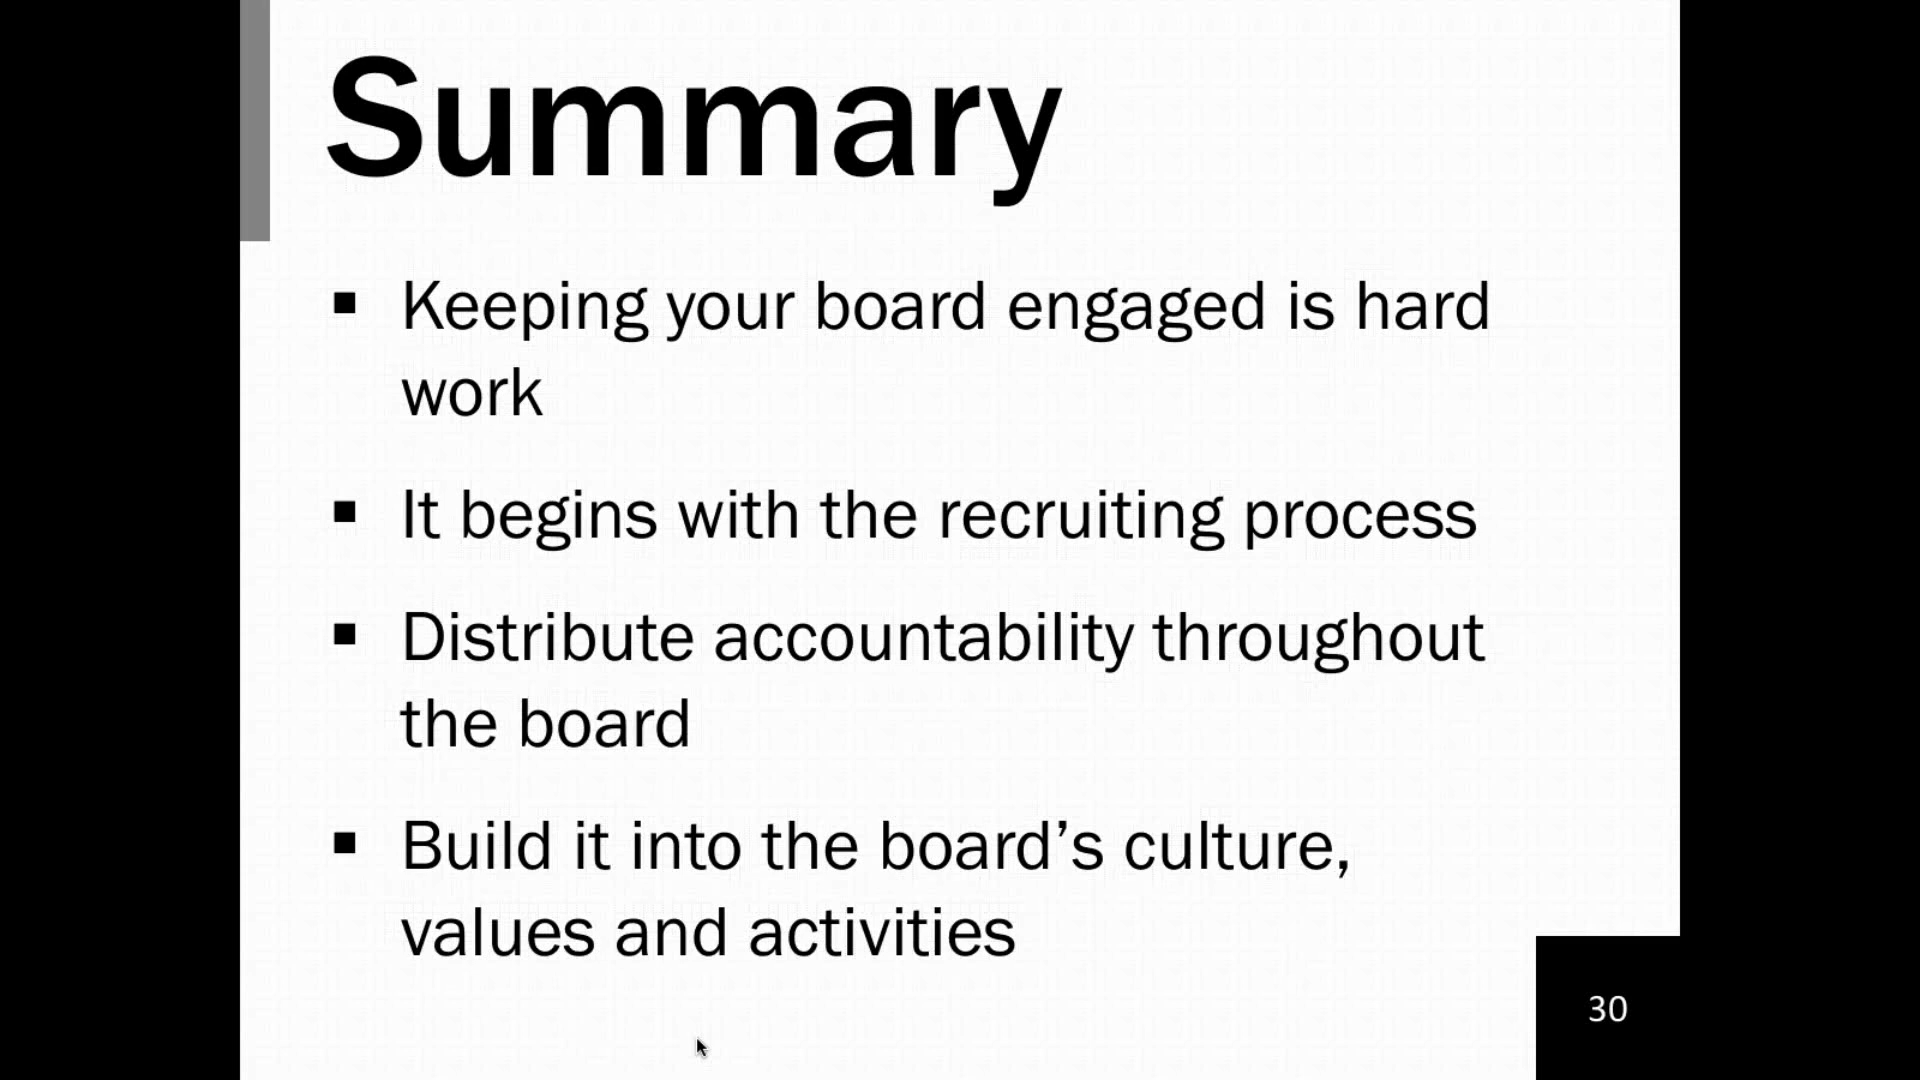 Summary
▪ Keeping your board engaged is hard
work
▪ It begins with the recruiting process
▪ Distribute accountability throughout
the board
▪ Build it into the board’s culture,
values and activities
30